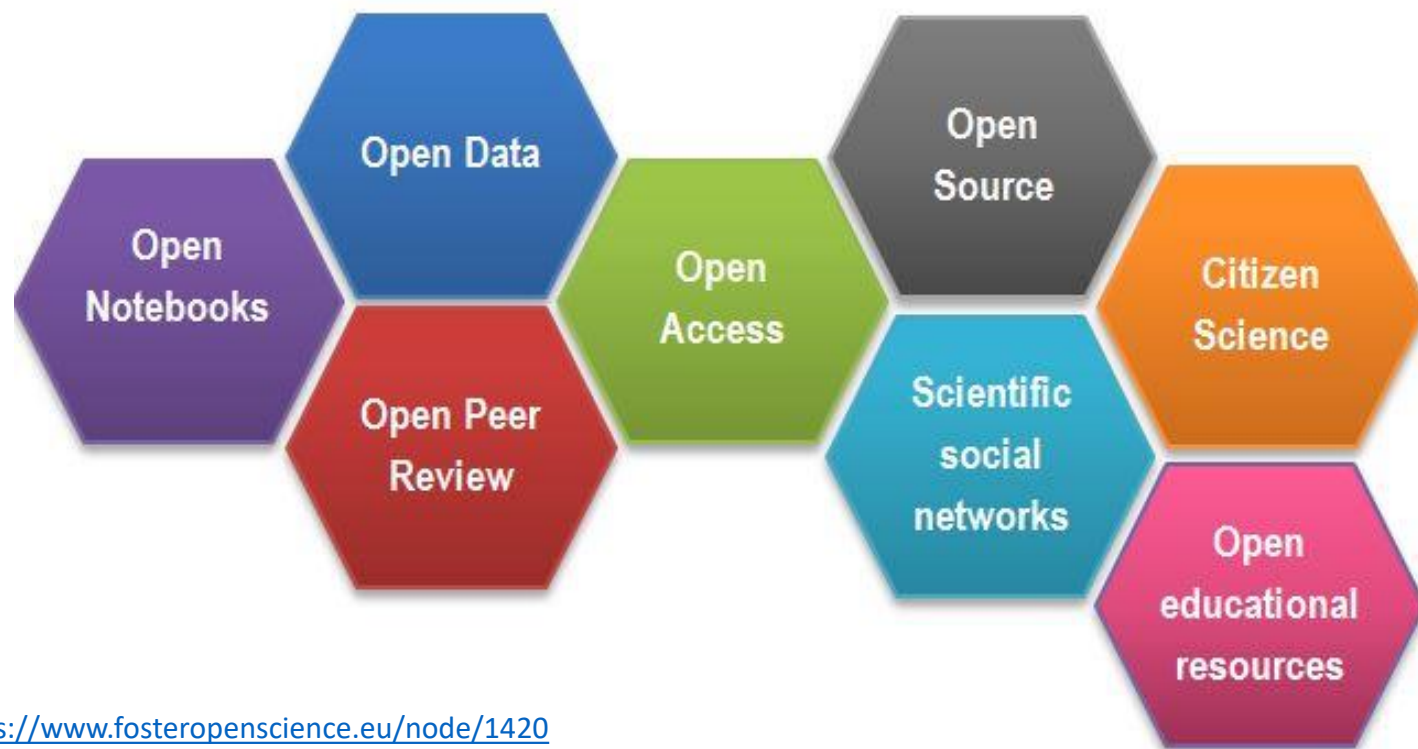 Open
Notebooks
Open Data
Open Peer
Review
Open
Access
Open
Source
Scientific
social
networks
Citizen
Science
Open
educational
resources
s://www.fosteropenscience.eu/node/1420